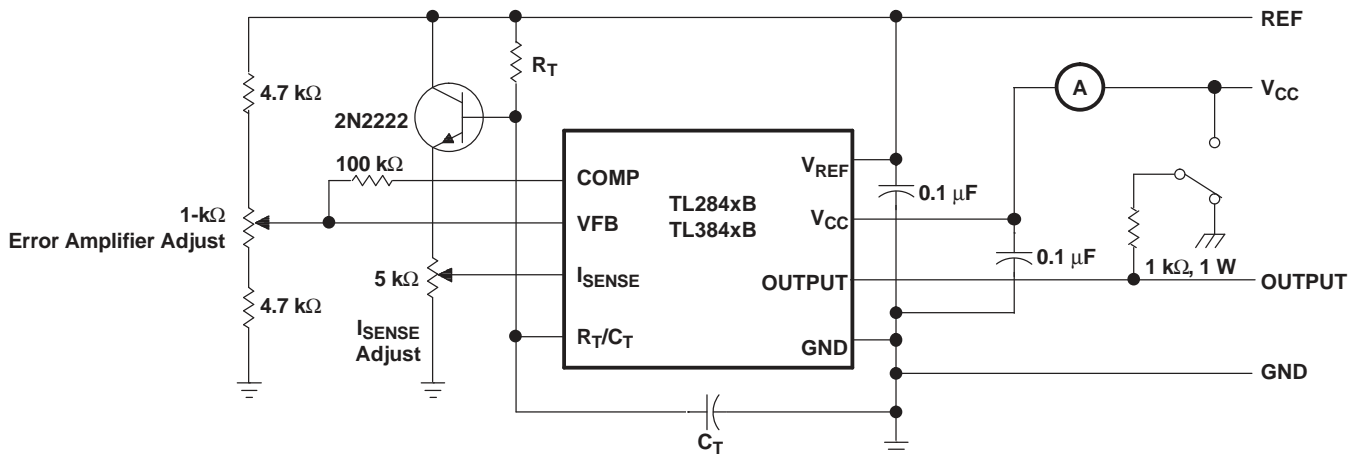 REF
R_T
A
V_CC
4.7 kΩ
2N2222
100 kΩ
COMP
V_REF
0.1 μF
TL284xB
TL384xB
1-kΩ
Error Amplifier Adjust
VFB
V_CC
0.1 μF
5 kΩ
I_SENSE
OUTPUT
1 kΩ, 1 W
OUTPUT
4.7 kΩ
I_SENSE
Adjust
R_T/C_T
GND
GND
C_T